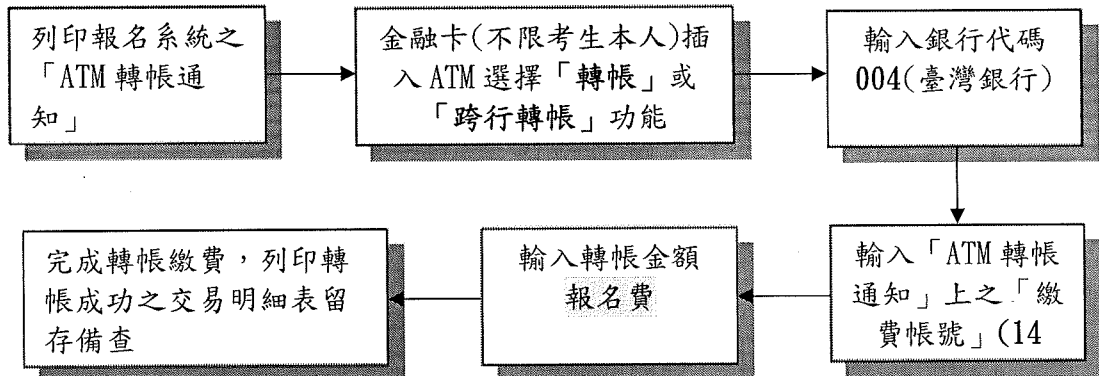 列印報名系統之
「ATM 轉帳通
知」
金融卡(不限考生本人)插
入 ATM 選擇「轉帳」或
「跨行轉帳」功能
輸入銀行代碼
004(臺灣銀行)
輸入「ATM 轉帳
通知」上之「繳
費帳號」(14
輸入轉帳金額
報名費
完成轉帳繳費，列印轉
帳成功之交易明細表留
存備查